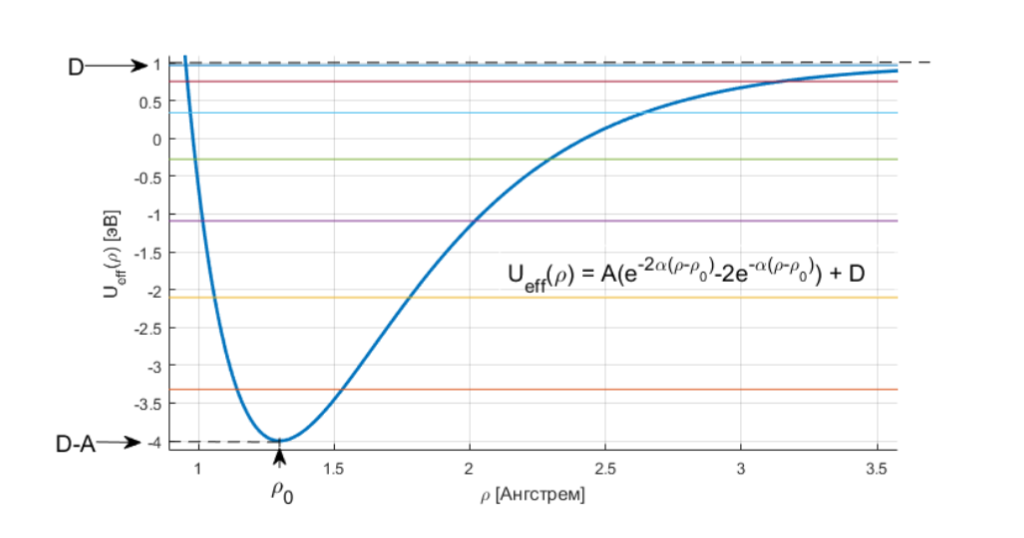 D
1
0.5
0
-0.5
-1
-1.5
-2
-2.5
-3
-3.5
-4
D-A
U_eff(ρ) [эВ]
U_eff(ρ) = A(e^-2α(ρ-ρ_0)-2e^-α(ρ-ρ_0)) + D
1 1.5 2 2.5 3 3.5
ρ_0
ρ [Ангстрем]